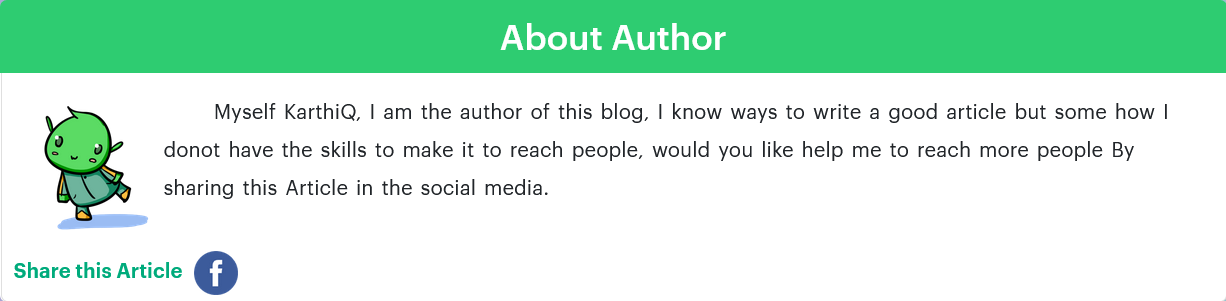 About Author
Myself KarthiQ, I am the author of this blog, I know ways to write a good article but some how I
donot have the skills to make it to reach people, would you like help me to reach more people By
sharing this Article in the social media.
Share this Article f